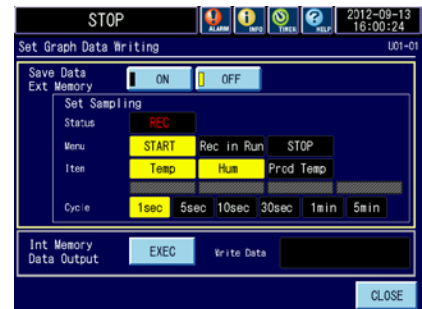 STOP
ALARM INFO TIMER HELP
2012-09-13
16:00:24
Set Graph Data Writing U01-01
Save Data
Ext Memory
ON OFF
Set Sampling
Status REC
Menu START Rec in Run STOP
Item Temp Hum Prod Temp
Cycle 1sec 5sec 10sec 30sec 1min 5min
Int Memory
Data Output
EXEC Write Data
CLOSE